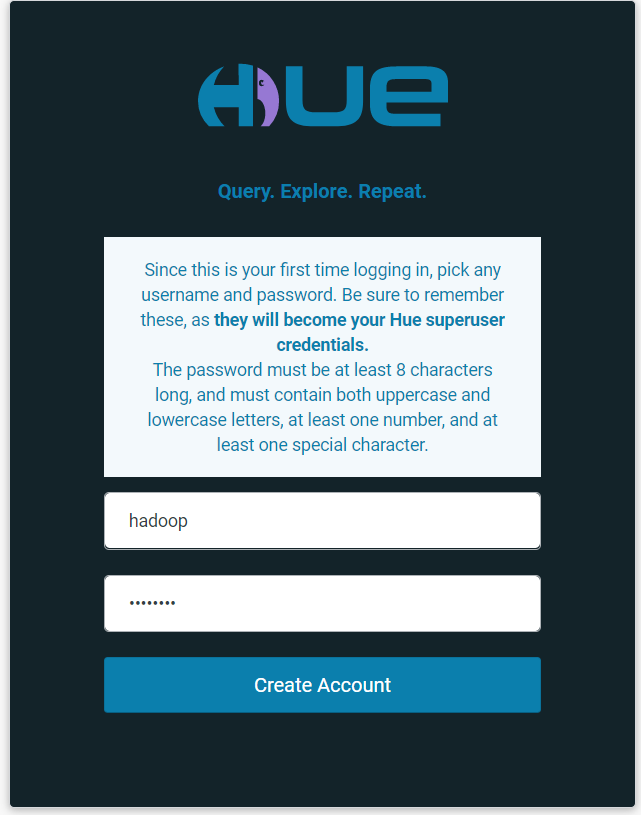 HUE
Query. Explore. Repeat.
Since this is your first time logging in, pick any
username and password. Be sure to remember
these, as they will become your Hue superuser
credentials.
The password must be at least 8 characters
long, and must contain both uppercase and
lowercase letters, at least one number, and at
least one special character.
hadoop
••••••••
Create Account